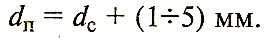 dп = dс + (1÷5) мм.